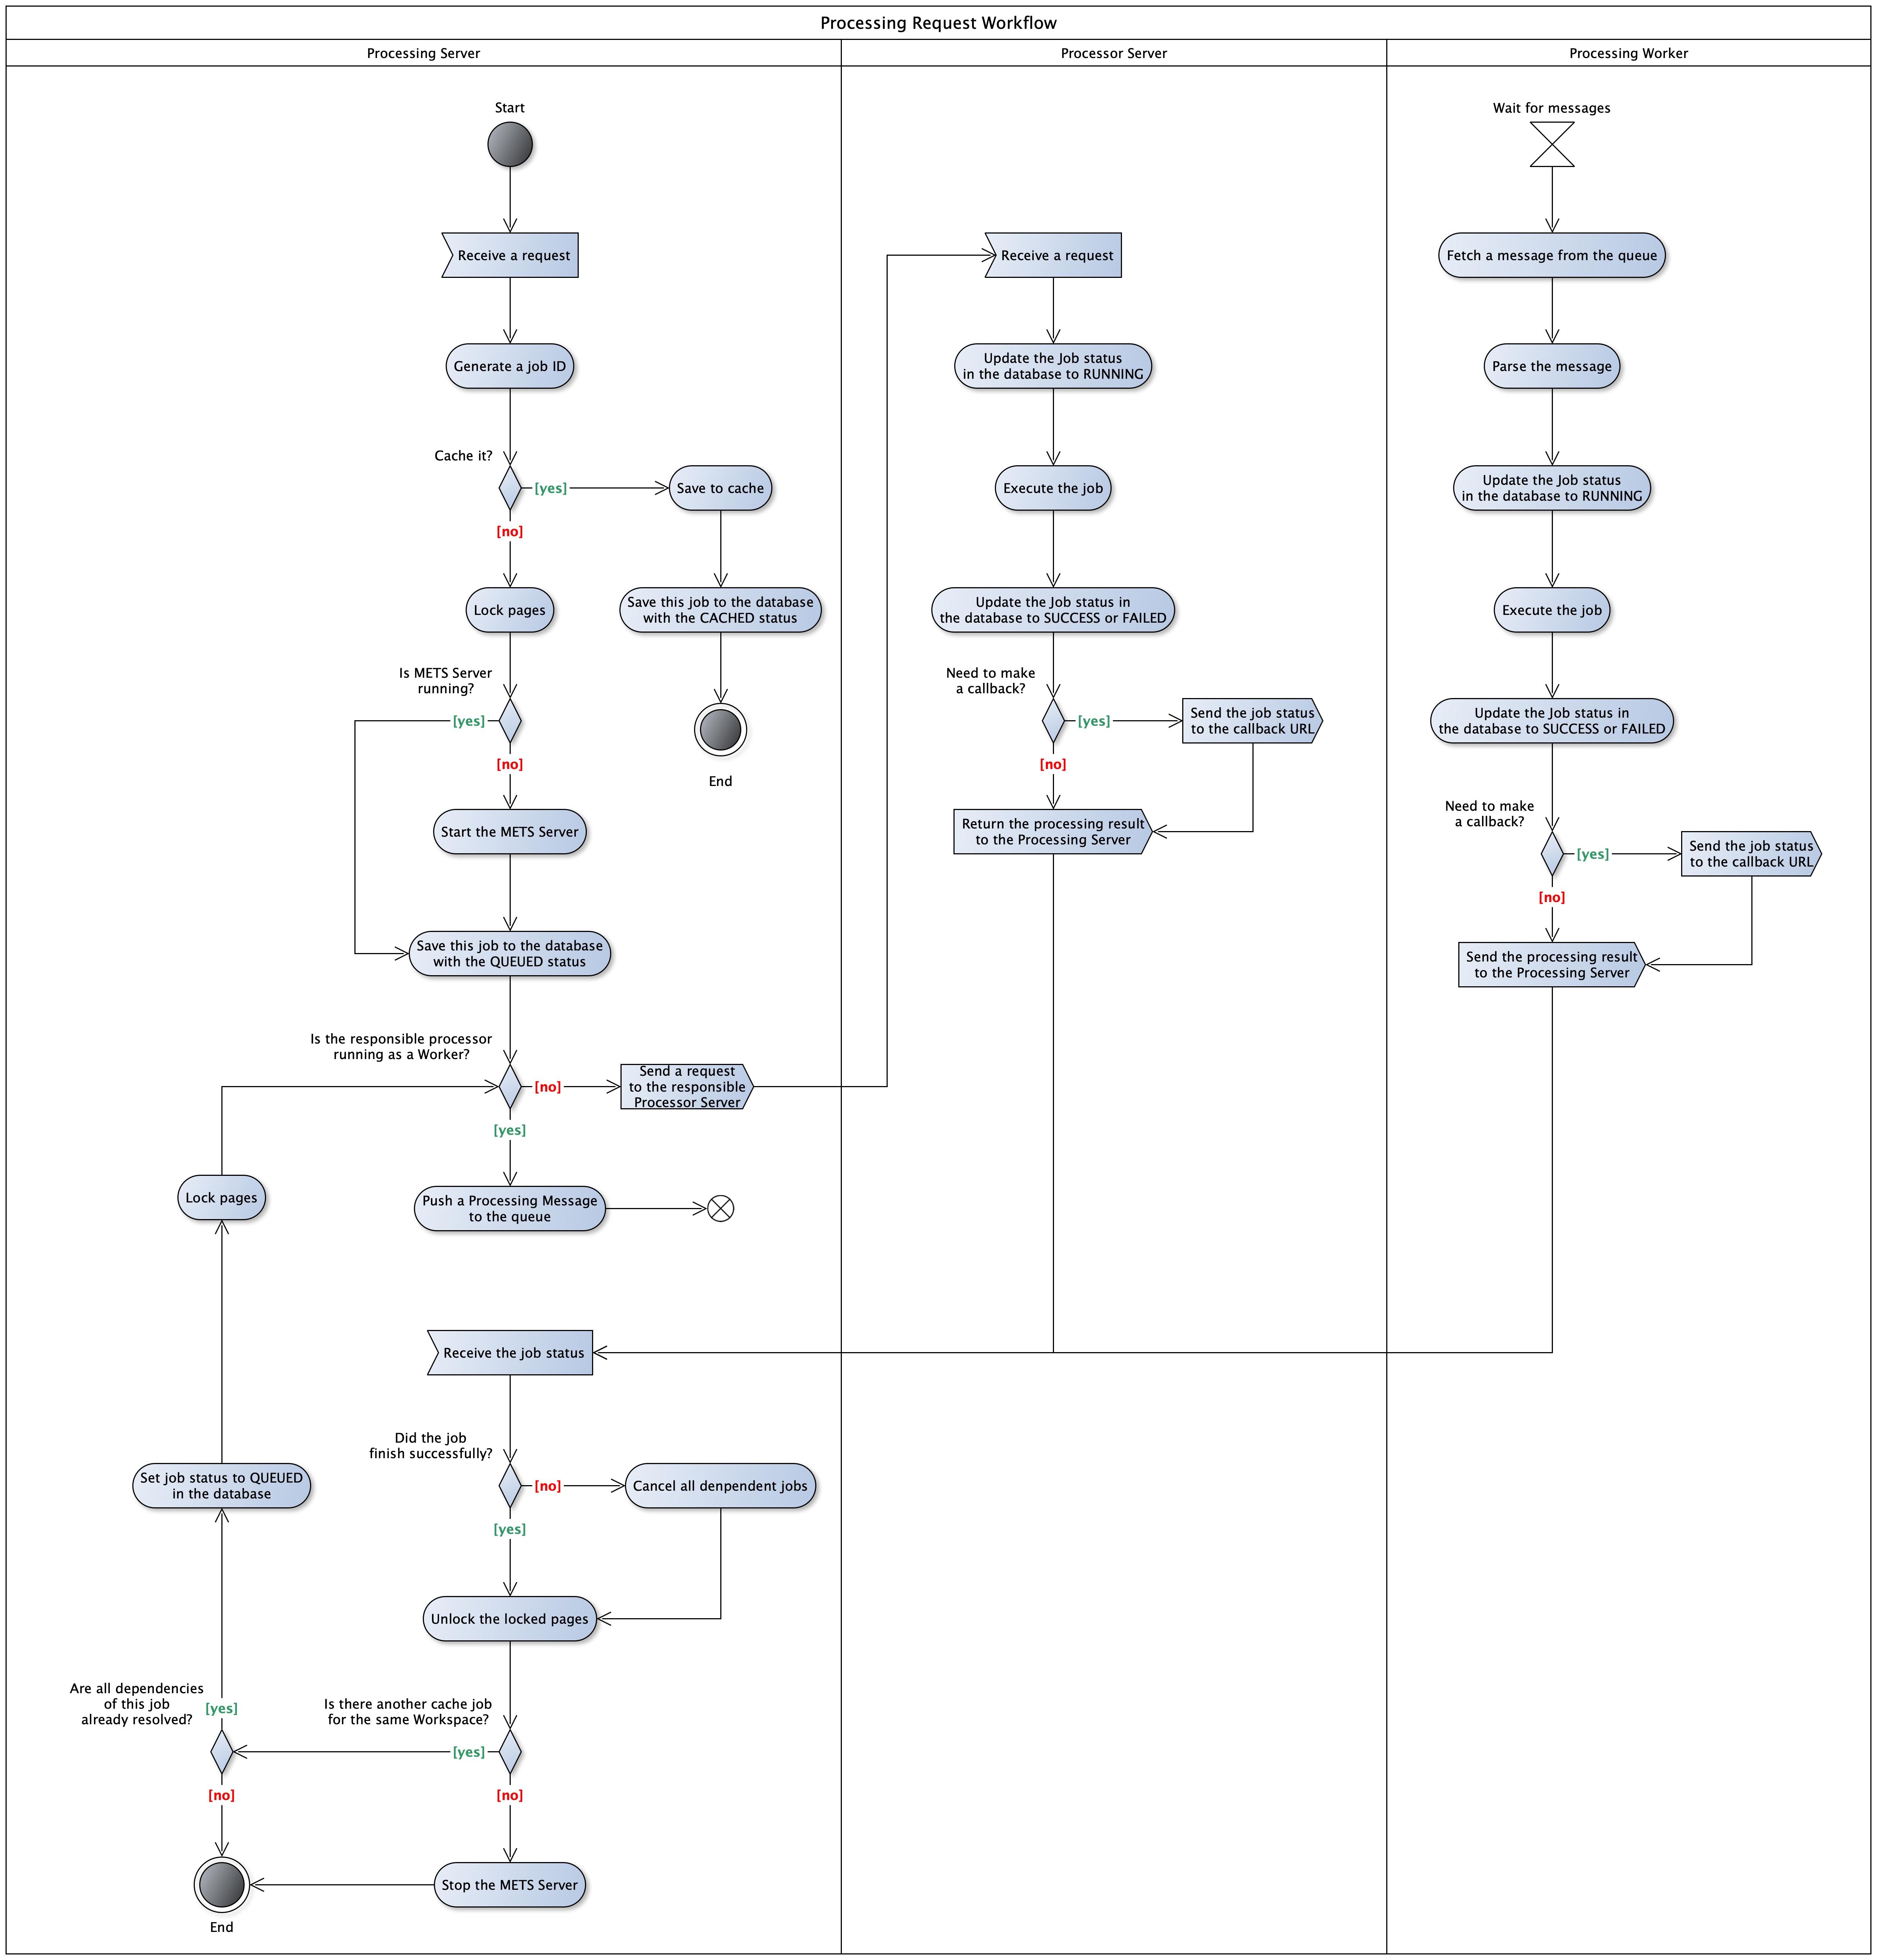 Processing Request Workflow
Processing Server
Processor Server
Processing Worker
Start
Wait for messages
Receive a request
Receive a request
Fetch a message from the queue
Generate a job ID
Update the Job status
in the database to RUNNING
Parse the message
Cache it?
[yes]
Save to cache
[no]
Execute the job
Update the Job status
in the database to RUNNING
Lock pages
Save this job to the database
with the CACHED status
Update the Job status in
the database to SUCCESS or FAILED
Execute the job
Is METS Server
running?
[yes]
[no]
End
Need to make
a callback?
[yes]
Send the job status
to the callback URL
[no]
Update the Job status in
the database to SUCCESS or FAILED
Start the METS Server
Return the processing result
to the Processing Server
Need to make
a callback?
[yes]
Send the job status
to the callback URL
[no]
Save this job to the database
with the QUEUED status
Send the processing result
to the Processing Server
Is the responsible processor
running as a Worker?
[no]
Send a request
to the responsible
Processor Server
[yes]
Lock pages
Push a Processing Message
to the queue
Receive the job status
Did the job
finish successfully?
Set job status to QUEUED
in the database
[no]
Cancel all denpendent jobs
[yes]
Unlock the locked pages
Are all dependencies
of this job
already resolved?
[yes]
Is there another cache job
for the same Workspace?
[yes]
[no]
[no]
Stop the METS Server
End